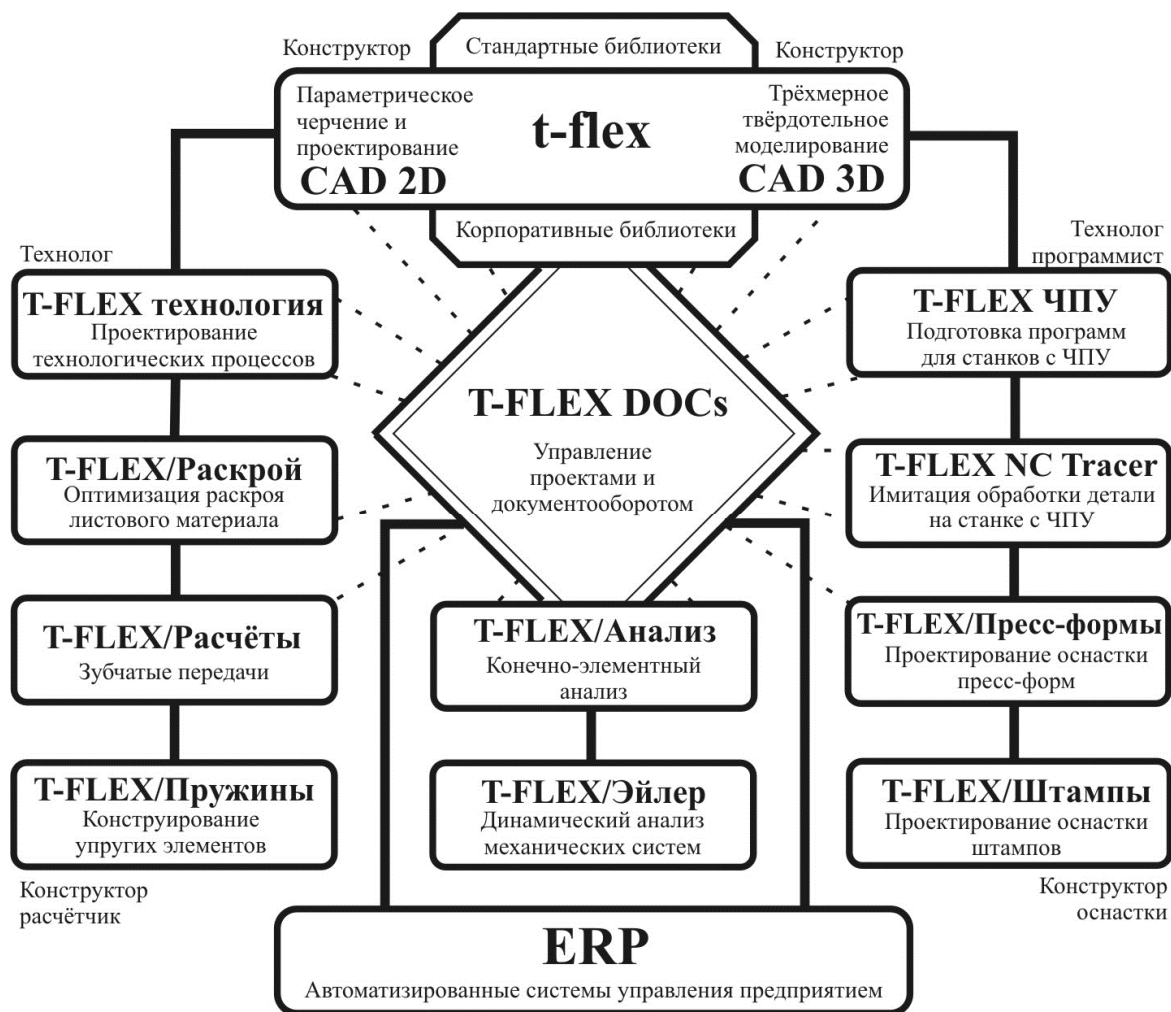 Конструктор
Стандартные библиотеки
Конструктор
Параметрическое
черчение и
проектирование
CAD 2D
t-flex
Трёхмерное
твёрдотельное
моделирование
CAD 3D
Корпоративные библиотеки
Технолог
T-FLEX технология
Проектирование
технологических процессов
Технолог
программист
T-FLEX ЧПУ
Подготовка программ
для станков с ЧПУ
T-FLEX DOCs
Управление
проектами и
документооборотом
T-FLEX/Раскрой
Оптимизация раскроя
листового материала
T-FLEX NC Tracer
Имитация обработки детали
на станке с ЧПУ
T-FLEX/Расчёты
Зубчатые передачи
T-FLEX/Анализ
Конечно-элементный
анализ
T-FLEX/Пресс-формы
Проектирование оснастки
пресс-форм
T-FLEX/Пружины
Конструирование
упругих элементов
T-FLEX/Эйлер
Динамический анализ
механических систем
T-FLEX/Штампы
Проектирование оснастки
штампов
Конструктор
расчётчик
Конструктор
оснастки
ERP
Автоматизированные системы управления предприятием